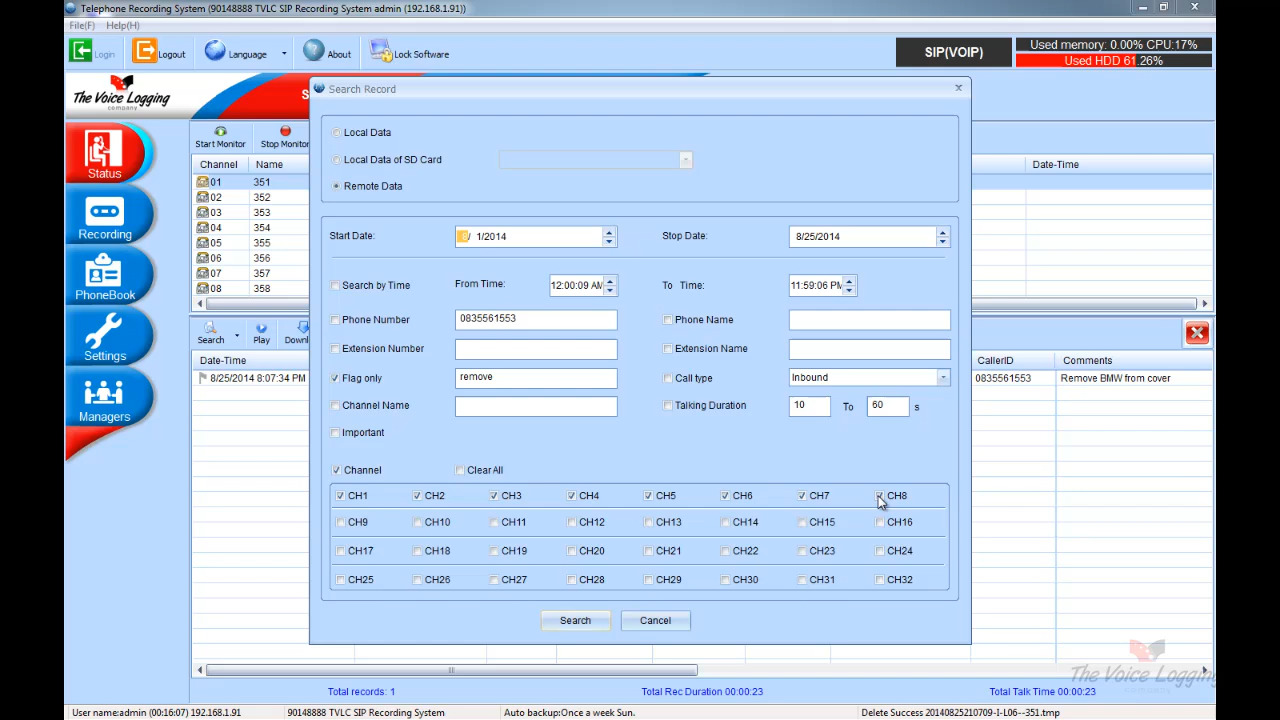 Telephone Recording System (90148888 TVLC SIP Recording System admin (192.168.1.91))
File(F) Help(H)
Login Logout Language About Lock Software
SIP(VOIP)
Used memory: 0.00% CPU:17%
Used HDD 61.26%
The Voice Logging
company
S
Search Record
Status
Recording
PhoneBook
Settings
Managers
Start Monitor Stop Monitor
Channel Name Date-Time
01 351
02 352
03 353
04 354
05 355
06 356
07 357
08 358
Search Play Downl
Date-Time CallerID Comments
8/25/2014 8:07:34 PM 0835561553 Remove BMW from cover
Local Data
Local Data of SD Card
Remote Data
Start Date: 8/ 1/2014 Stop Date: 8/25/2014
Search by Time From Time: 12:00:09 AM To Time: 11:59:06 PM
Phone Number 0835561553 Phone Name
Extension Number Extension Name
Flag only remove Call type Inbound
Channel Name Talking Duration 10 To 60 s
Important
Channel Clear All
CH1 CH2 CH3 CH4 CH5 CH6 CH7 CH8
CH9 CH10 CH11 CH12 CH13 CH14 CH15 CH16
CH17 CH18 CH19 CH20 CH21 CH22 CH23 CH24
CH25 CH26 CH27 CH28 CH29 CH30 CH31 CH32
Search Cancel
The Voice Logging
company
Total records: 1 Total Rec Duration 00:00:23 Total Talk Time 00:00:23
User name:admin (00:16:07) 192.168.1.91 90148888 TVLC SIP Recording System Auto backup:Once a week Sun. Delete Success 20140825210709-I-L06--351.tmp